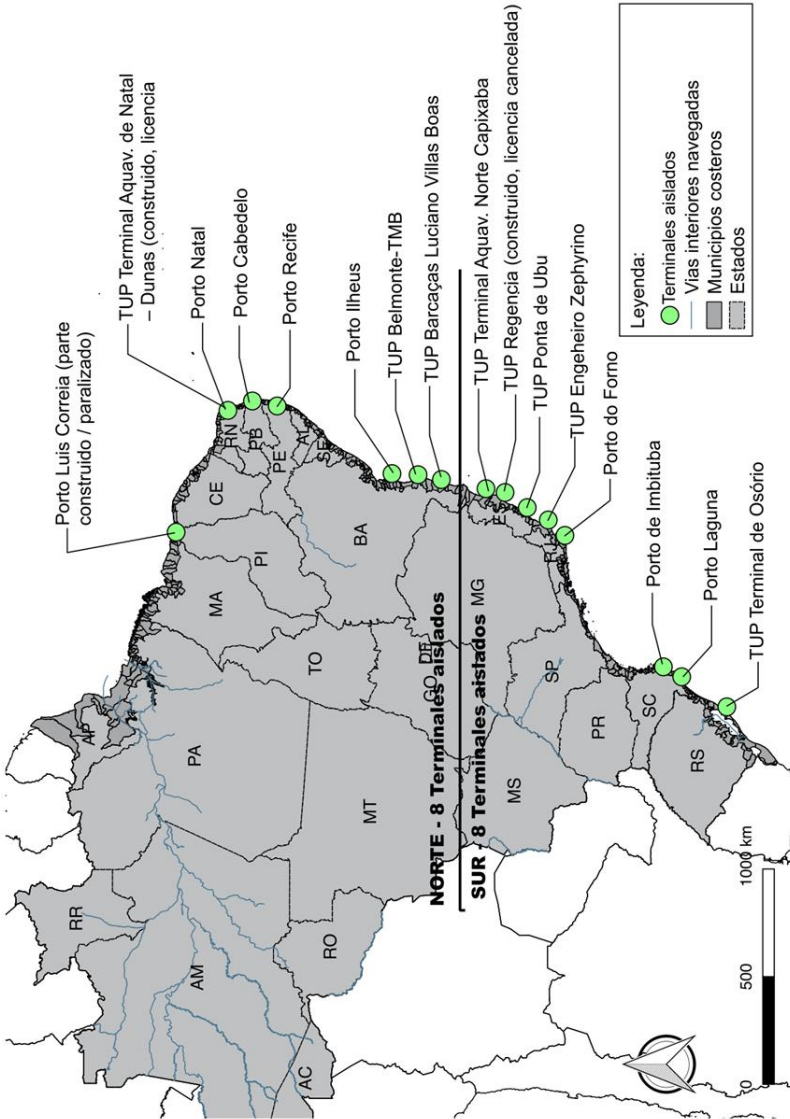 Porto Luis Correia (parte
construido / paralizado)
TUP Terminal Aquav. de Natal
– Dunas (construido, licencia
Porto Natal
Porto Cabedelo
Porto Recife
Porto Ilheus
TUP Belmonte-TMB
TUP Barcaças Luciano Villas Boas
TUP Terminal Aquav. Norte Capixaba
TUP Regencia (construido, licencia cancelada)
TUP Ponta de Ubu
TUP Engeheiro Zephyrino
Porto do Forno
Porto de Imbituba
Porto Laguna
TUP Terminal de Osório
NORTE - 8 Terminales aislados
SUR - 8 Terminales aislados
RR
AP
AM
PA
MA
CE
RN
PB
PE
AL
SE
PI
TO
BA
AC
RO
MT
GO
DF
MG
ES
MS
SP
RJ
PR
SC
RS
Leyenda:
Terminales aislados
Vias interiores navegadas
Municipios costeros
Estados
0
500
1000 km